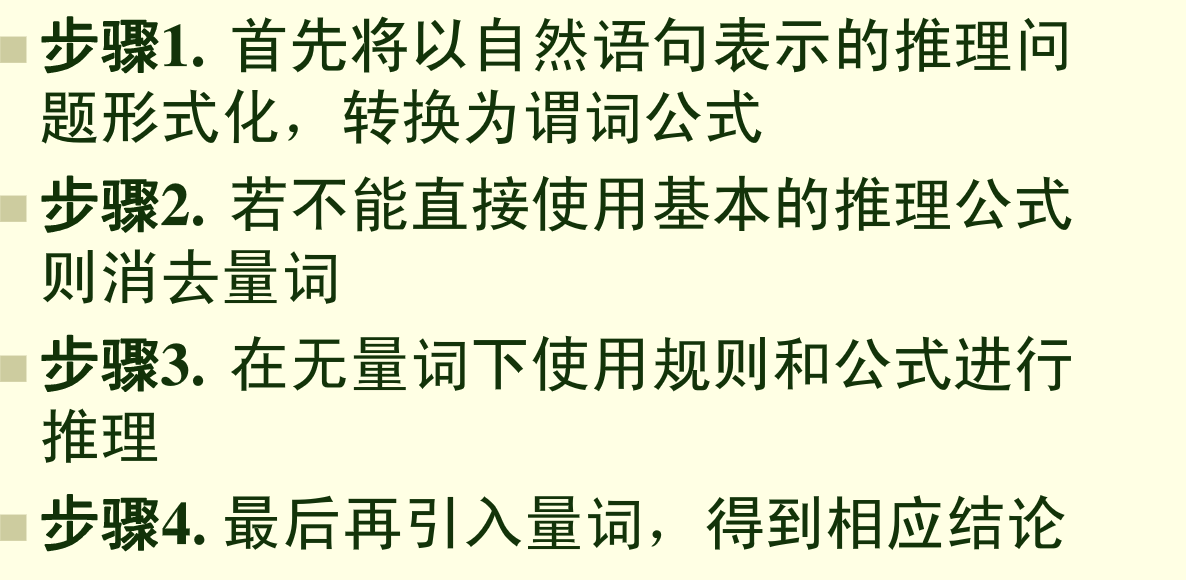 步骤1. 首先将以自然语句表示的推理问
题形式化，转换为谓词公式
步骤2. 若不能直接使用基本的推理公式
则消去量词
步骤3. 在无量词下使用规则和公式进行
推理
步骤4. 最后再引入量词，得到相应结论